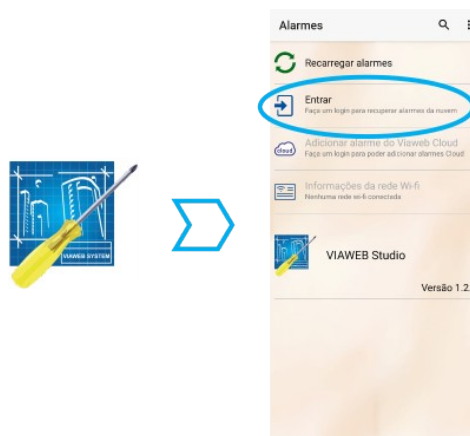 Alarmes
Recarregar alarmes
Entrar
Faça um login para recuperar alarmes da nuvem
cloud
Adicionar alarme do Viaweb Cloud
Faça um login para poder adicionar alarmes Cloud
Informações da rede Wi-fi
Nenhuma rede wi-fi conectada
VIAWEB SYSTEM
VIAWEB Studio
Versão 1.2.